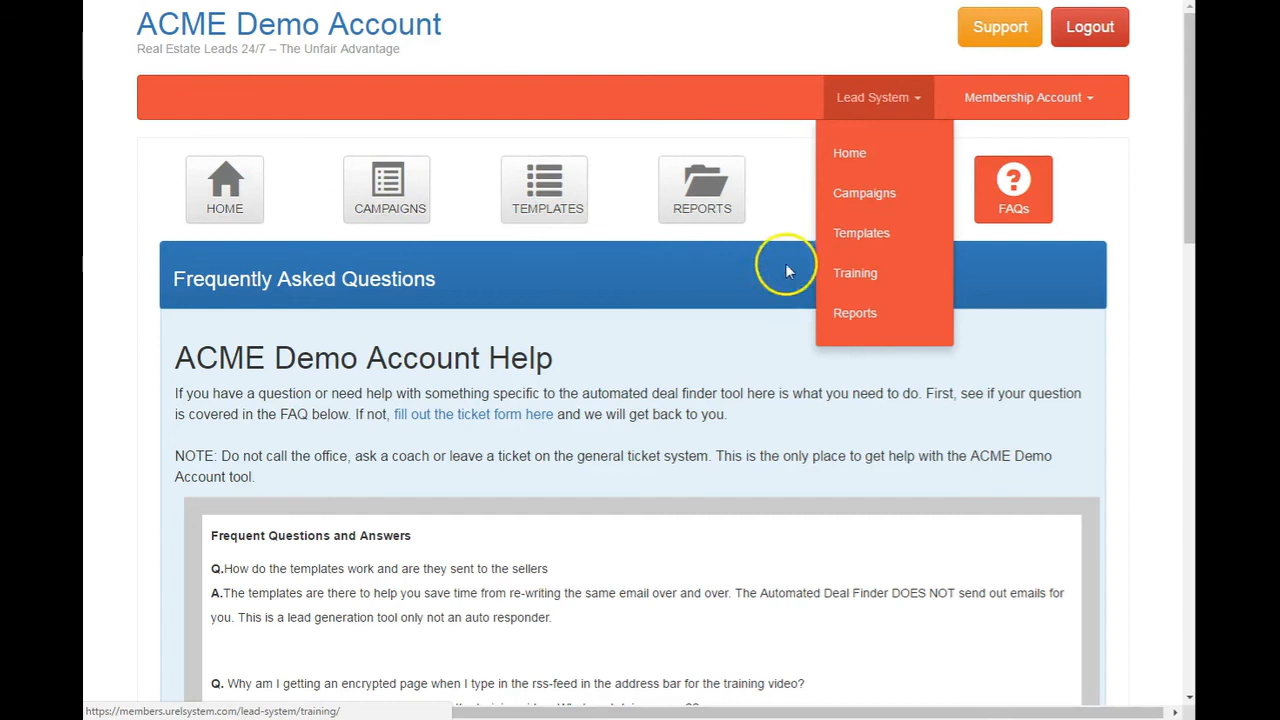 ACME Demo Account
Real Estate Leads 24/7 – The Unfair Advantage
Support
Logout
Lead System
Membership Account
Home
Campaigns
Templates
Training
Reports
HOME
CAMPAIGNS
TEMPLATES
REPORTS
FAQs
Frequently Asked Questions
ACME Demo Account Help
If you have a question or need help with something specific to the automated deal finder tool here is what you need to do. First, see if your question
is covered in the FAQ below. If not, fill out the ticket form here and we will get back to you.
NOTE: Do not call the office, ask a coach or leave a ticket on the general ticket system. This is the only place to get help with the ACME Demo
Account tool.
Frequent Questions and Answers
Q.How do the templates work and are they sent to the sellers
A.The templates are there to help you save time from re-writing the same email over and over. The Automated Deal Finder DOES NOT send out emails for
you. This is a lead generation tool only not an auto responder.
Q. Why am I getting an encrypted page when I type in the rss-feed in the address bar for the training video?
https://members.urelsystem.com/lead-system/training/